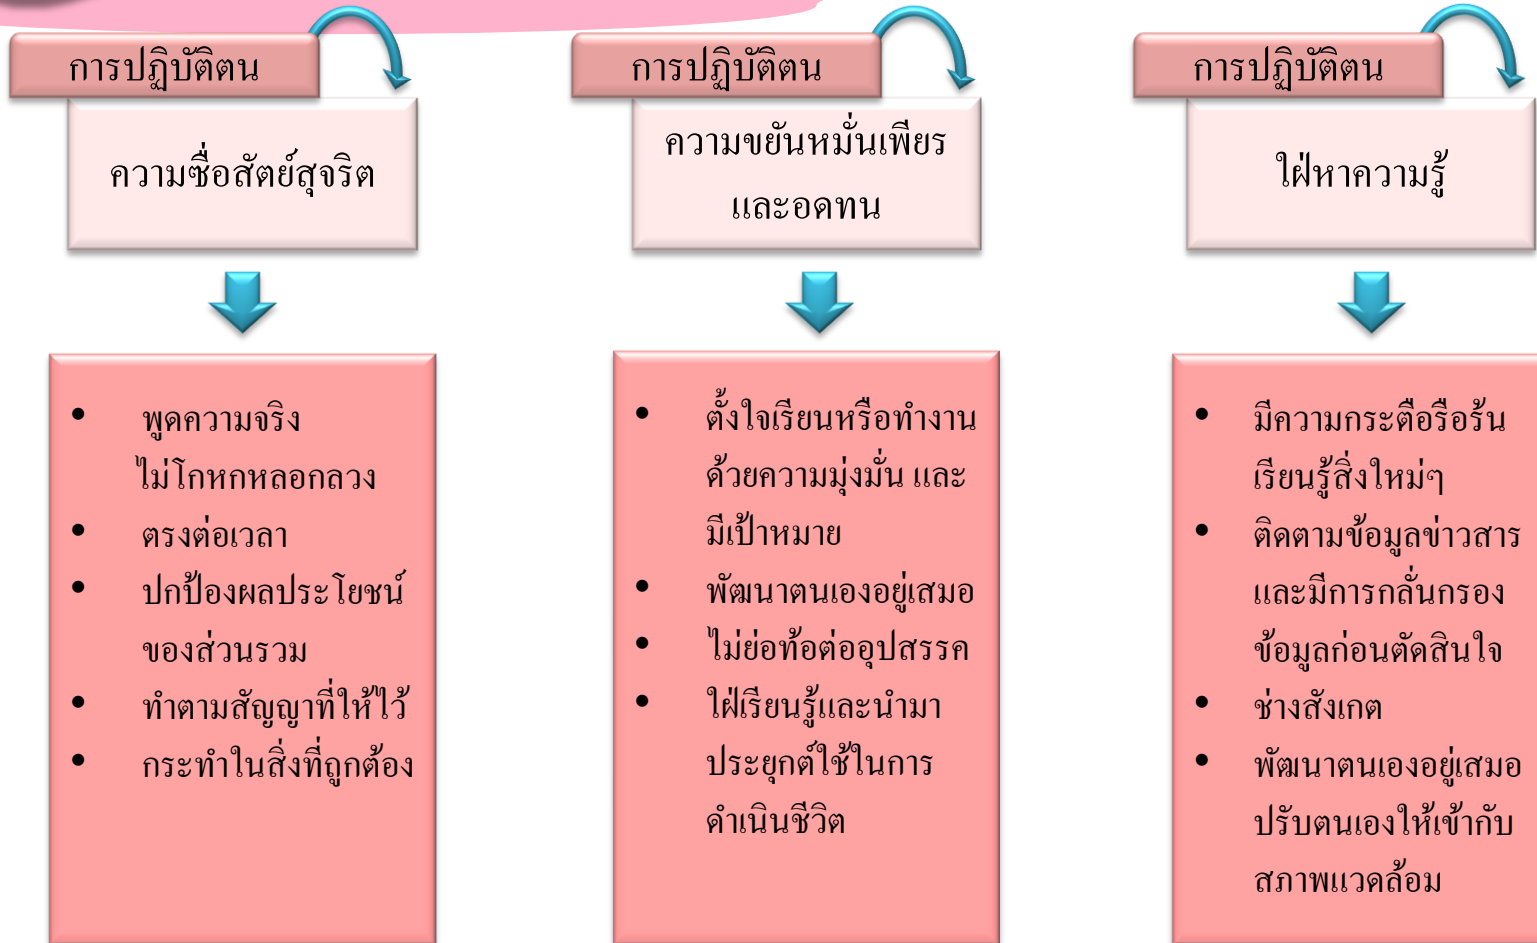 การปฏิบัติตน
ความซื่อสัตย์สุจริต
• พูดความจริง
ไม่โกหกหลอกลวง
• ตรงต่อเวลา
• ปกป้องผลประโยชน์
ของส่วนรวม
• ทำตามสัญญาที่ให้ไว้
• กระทำในสิ่งที่ถูกต้อง
การปฏิบัติตน
ความขยันหมั่นเพียร
และอดทน
• ตั้งใจเรียนหรือทำงาน
ด้วยความมุ่งมั่น และ
มีเป้าหมาย
• พัฒนาตนเองอยู่เสมอ
• ไม่ย่อท้อต่ออุปสรรค
• ใฝ่เรียนรู้และนำมา
ประยุกต์ใช้ในการ
ดำเนินชีวิต
การปฏิบัติตน
ใฝ่หาความรู้
• มีความกระตือรือร้น
เรียนรู้สิ่งใหม่ๆ
• ติดตามข้อมูลข่าวสาร
และมีการกลั่นกรอง
ข้อมูลก่อนตัดสินใจ
• ช่างสังเกต
• พัฒนาตนเองอยู่เสมอ
ปรับตนเองให้เข้ากับ
สภาพแวดล้อม